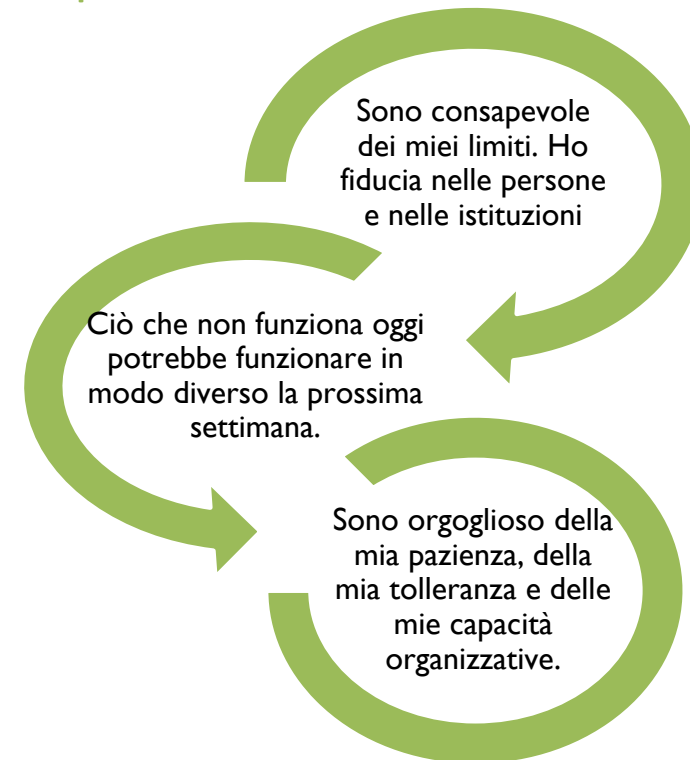 Sono consapevole
dei miei limiti. Ho
fiducia nelle persone
e nelle istituzioni
Ciò che non funziona oggi
potrebbe funzionare in
modo diverso la prossima
settimana.
Sono orgoglioso della
mia pazienza, della
mia tolleranza e delle
mie capacità
organizzative.